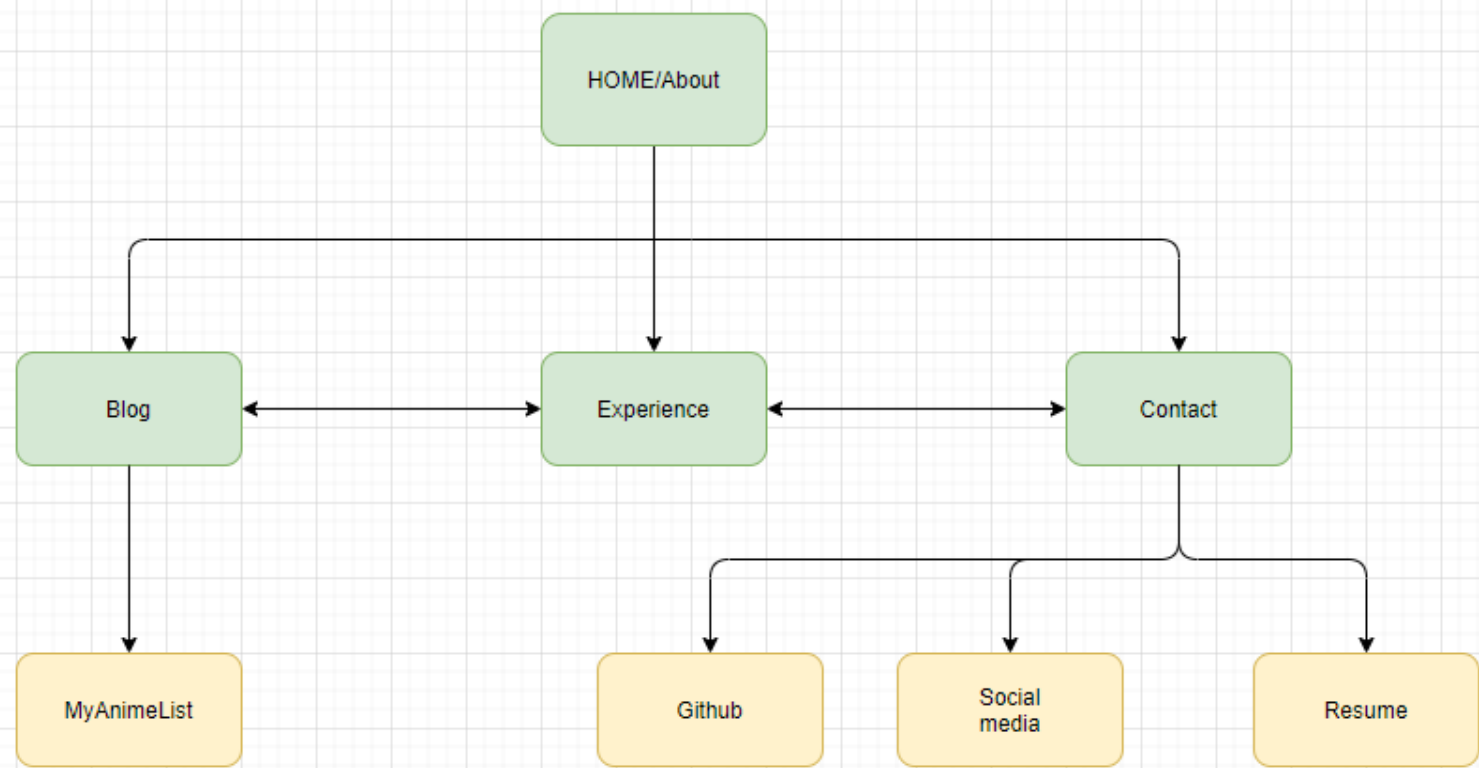 HOME/About
Blog
Experience
Contact
MyAnimeList
Github
Social
media
Resume